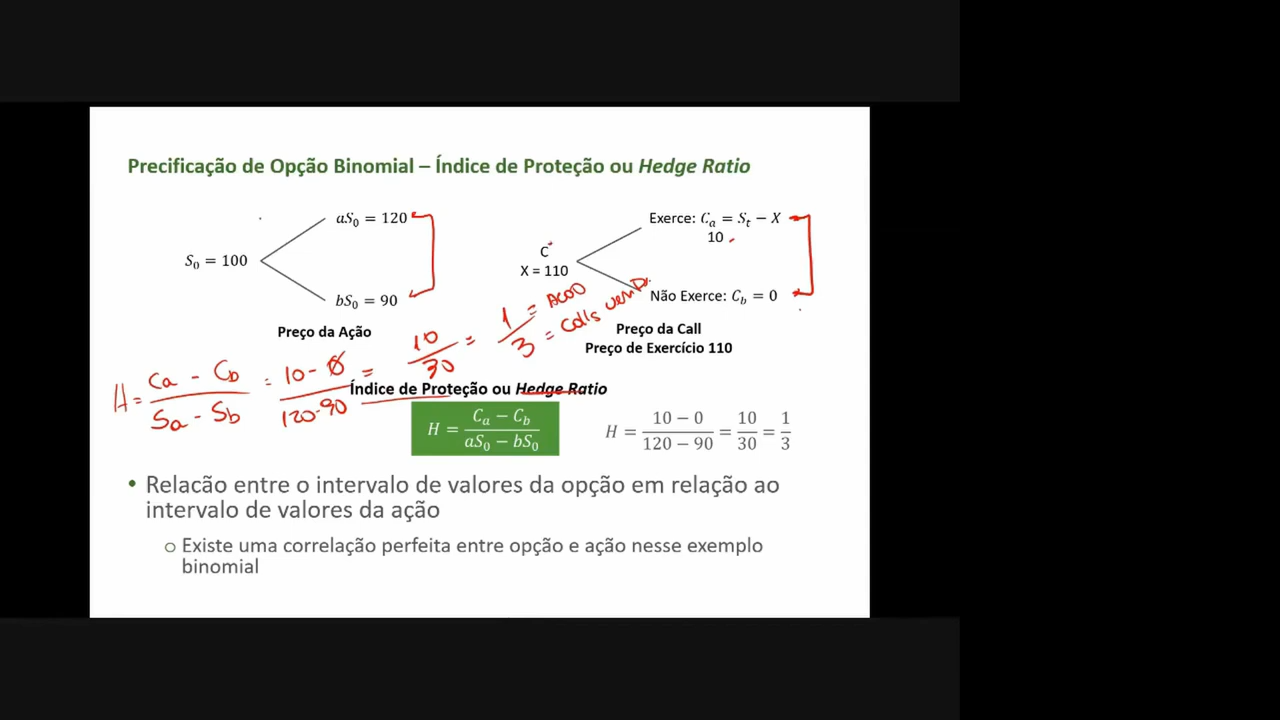 Precificação de Opção Binomial – Índice de Proteção ou Hedge Ratio
aS₀ = 120
S₀ = 100
bS₀ = 90
Preço da Ação
Exerce: Cₐ = Sₜ − X
10
C
X = 110
Não Exerce: C_b = 0
Preço da Call
Preço de Exercício 110
H = Ca - Cb / Sa - Sb = 10 - 0 / 120-90 = 10 / 30 = 1 / 3
= Calls vend.
Índice de Proteção ou Hedge Ratio
H = Cₐ − C_b / aS₀ − bS₀
H = 10 − 0 / 120 − 90 = 10 / 30 = 1 / 3
• Relacão entre o intervalo de valores da opção em relação ao
intervalo de valores da ação
o Existe uma correlação perfeita entre opção e ação nesse exemplo
binomial